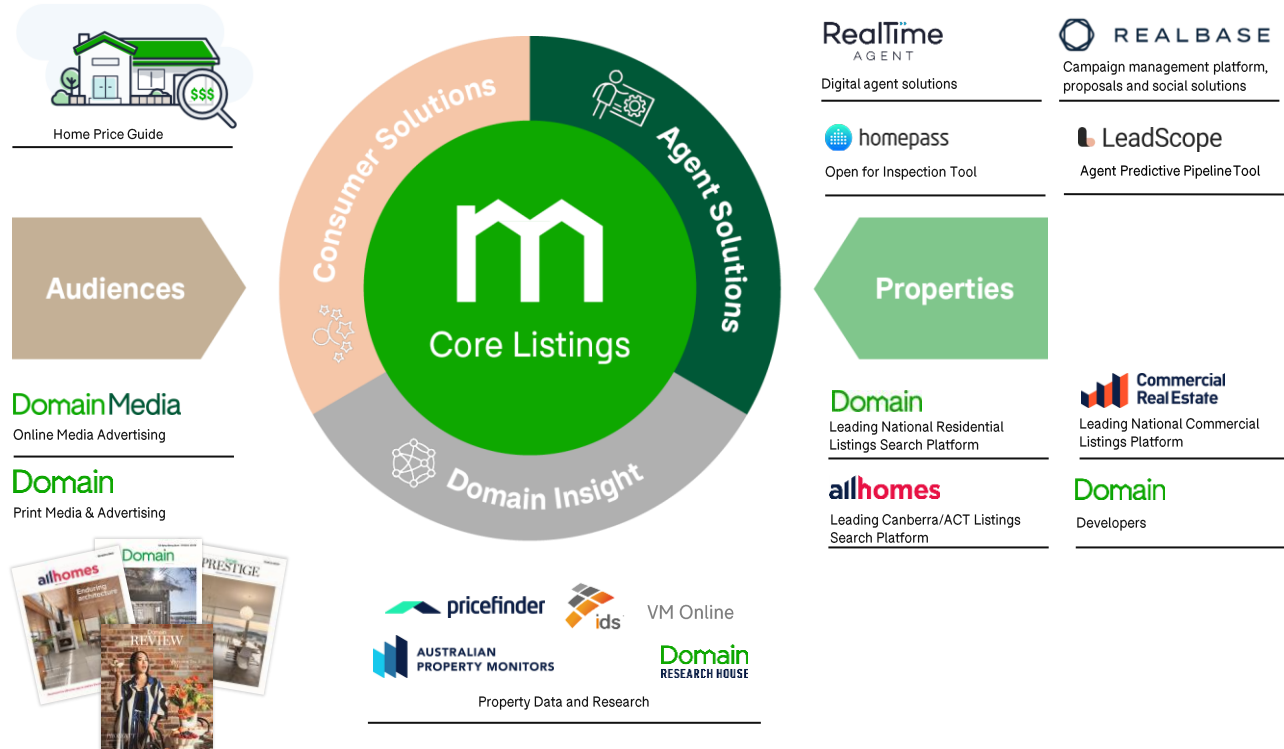 $$$
Home Price Guide
Audiences
DomainMedia
Online Media Advertising
Domain
Print Media & Advertising
allhomes
Enduring
architecture
Domain
PRESTIGE
Domain
REVIEW
Consumer Solutions
Agent Solutions
Domain Insight
Core Listings
pricefinder
ids
VM Online
AUSTRALIAN
PROPERTY MONITORS
Domain
RESEARCH HOUSE
Property Data and Research
RealTime
AGENT
Digital agent solutions
REALBASE
Campaign management platform,
proposals and social solutions
homepass
Open for Inspection Tool
LeadScope
Agent Predictive Pipeline Tool
Properties
Domain
Leading National Residential
Listings Search Platform
Commercial
Real Estate
Leading National Commercial
Listings Platform
allhomes
Leading Canberra/ACT Listings
Search Platform
Domain
Developers